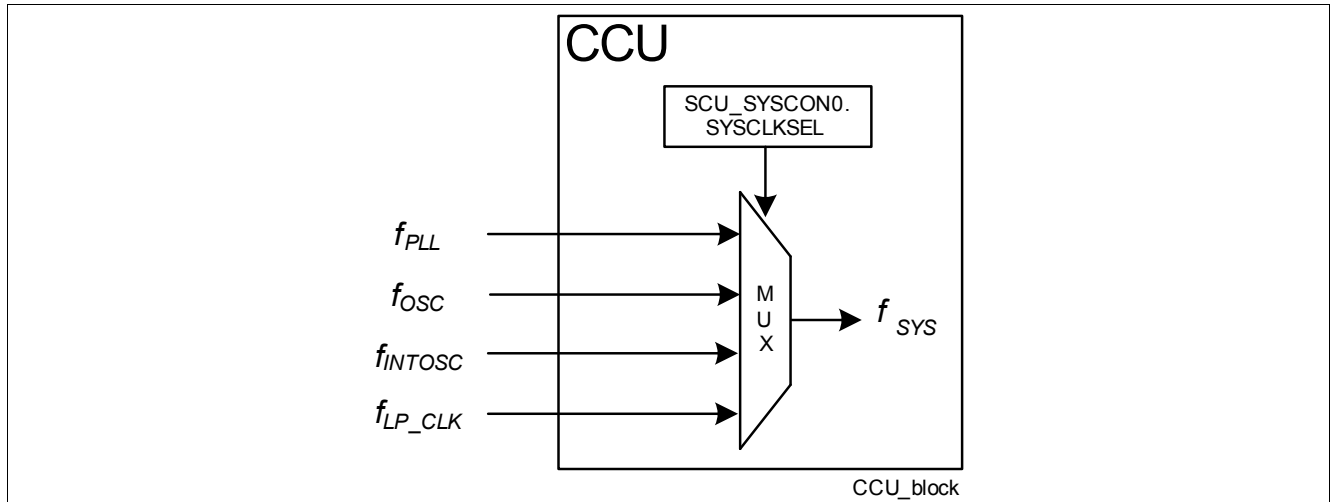 CCU
SCU_SYSCON0.
SYSCLKSEL
fPLL
fOSC
fINTOSC
fLP_CLK
M
U
X
f SYS
CCU_block